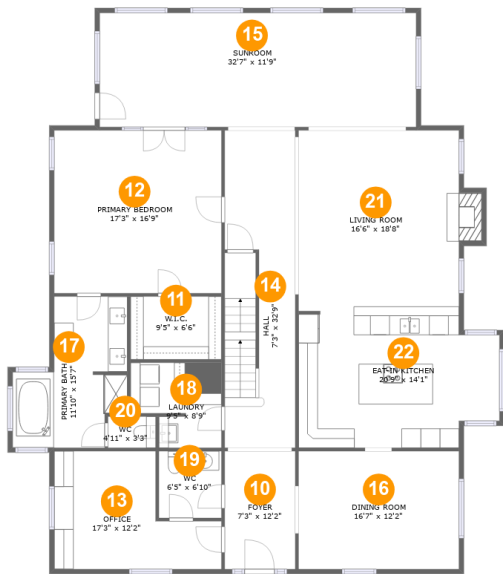 15
SUNROOM
32'7" x 11'9"
12
PRIMARY BEDROOM
17'3" x 16'9"
21
LIVING ROOM
16'6" x 18'8"
14
HALL
7'3" x 32'9"
11
W.I.C.
9'5" x 6'6"
17
PRIMARY BATH
11'10" x 15'7"
22
EAT-IN KITCHEN
20'9" x 14'1"
18
LAUNDRY
9'5" x 8'9"
20
WC
4'11" x 3'3"
19
WC
6'5" x 6'10"
13
OFFICE
17'3" x 12'2"
10
FOYER
7'3" x 12'2"
16
DINING ROOM
16'7" x 12'2"